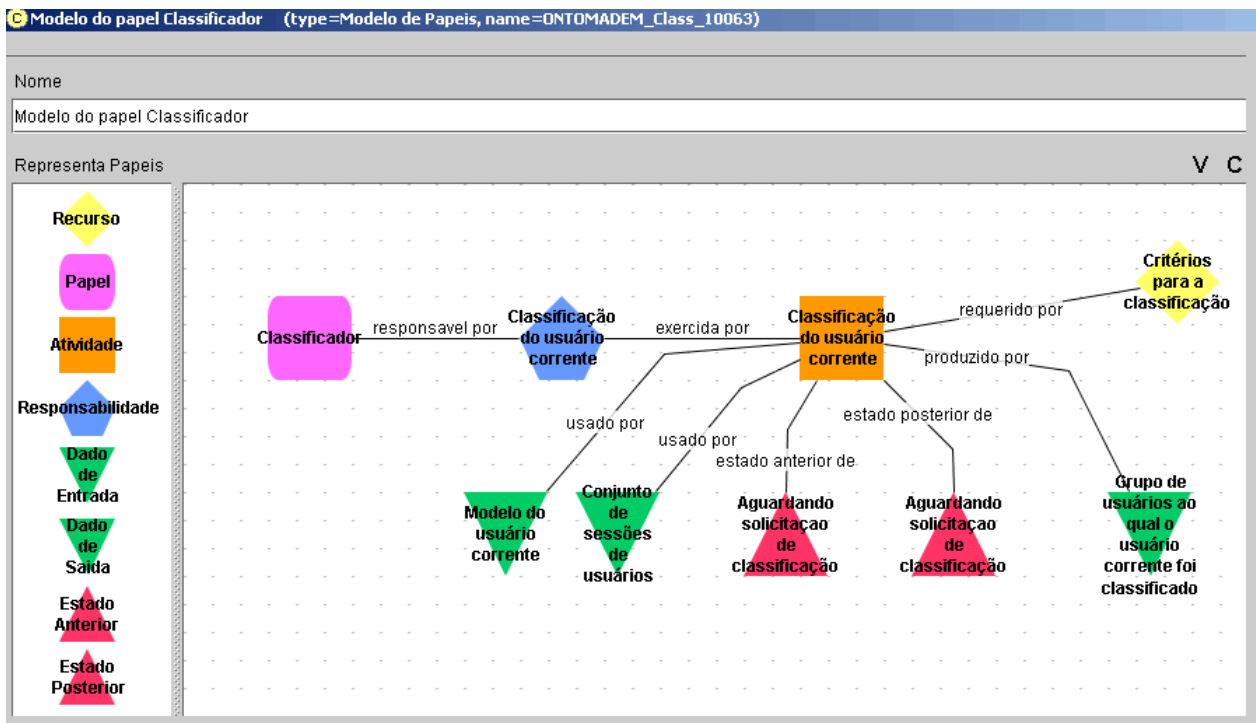 C Modelo do papel Classificador (type=Modelo de Papeis, name=ONTOMADEM_Class_10063)
Nome
Modelo do papel Classificador
Representa Papeis
V C
Recurso
Papel
Atividade
Responsabilidade
Dado
de
Entrada
Dado
de
Saida
Estado
Anterior
Estado
Posterior
Classificador
responsavel por
Classificação
do usuário
corrente
exercida por
Classificação
do usuário
corrente
requerido por
Critérios
para a
classificação
produzido por
usado por
usado por
estado anterior de
estado posterior de
Modelo do
usuário
corrente
Conjunto
de
sessões
de
usuários
Aguardando
solicitaçao
de
classificação
Aguardando
solicitaçao
de
classificação
Grupo de
usuários ao
qual o
usuário
corrente foi
classificado